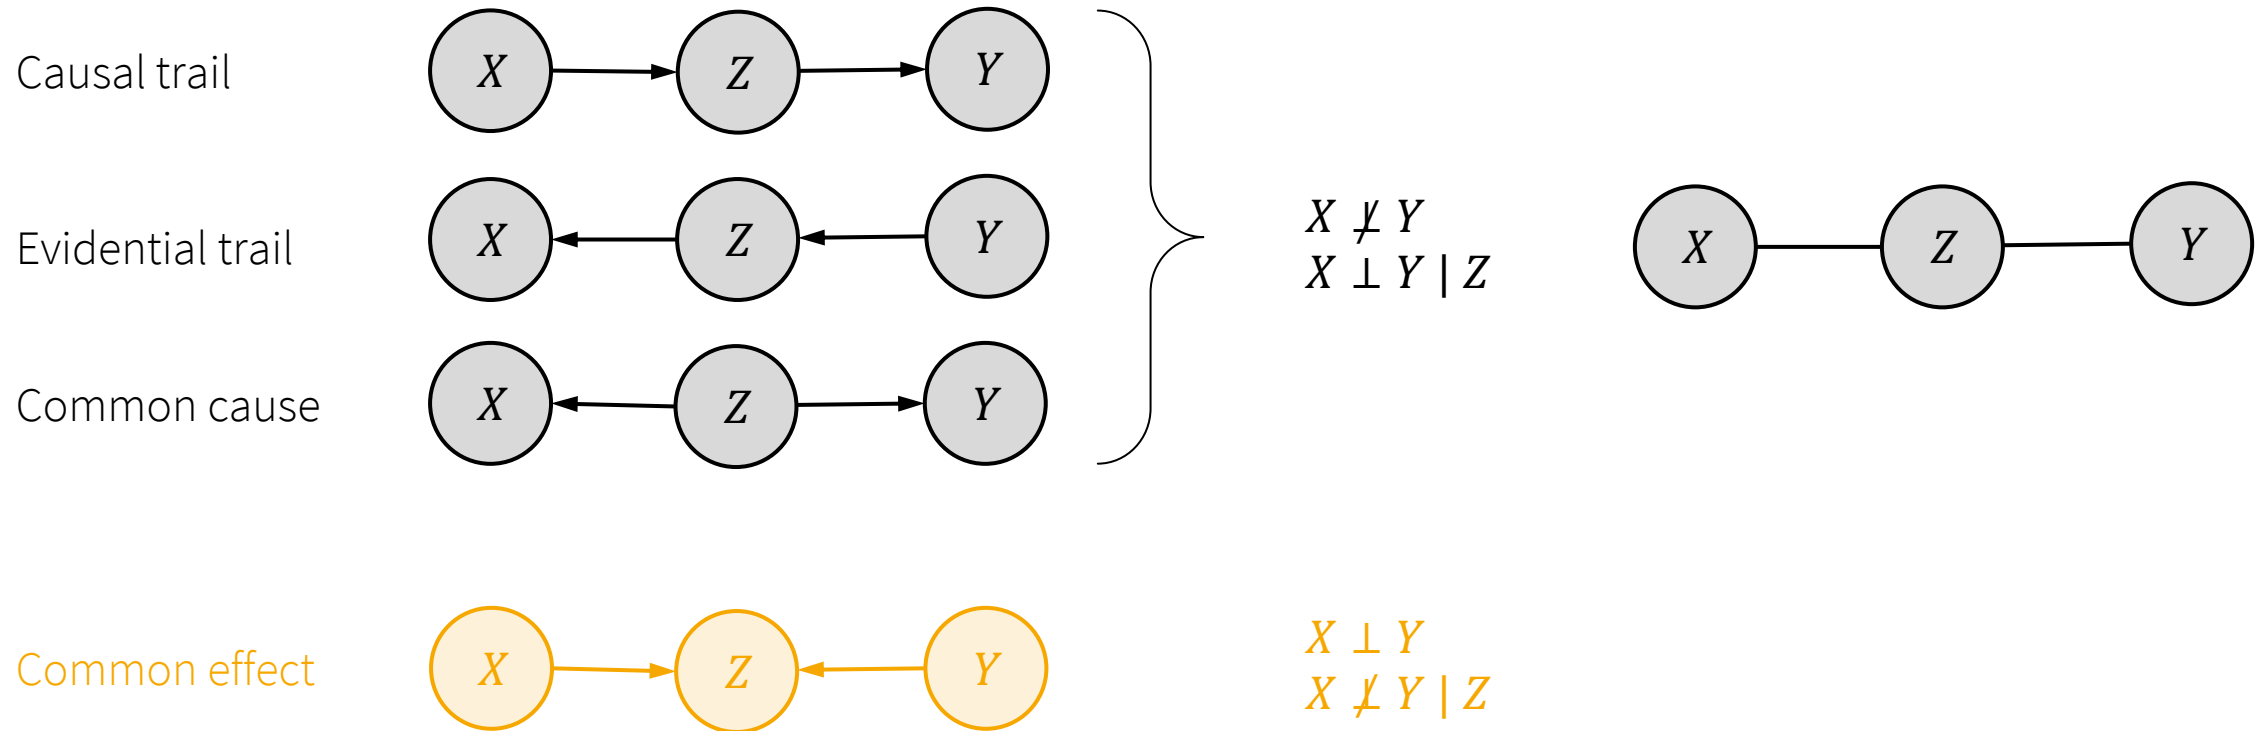 Causal trail
X Z Y
Evidential trail
X Z Y
Common cause
X Z Y
X ⊥̸ Y
X ⊥ Y | Z
X Z Y
Common effect
X Z Y
X ⊥ Y
X ⊥̸ Y | Z